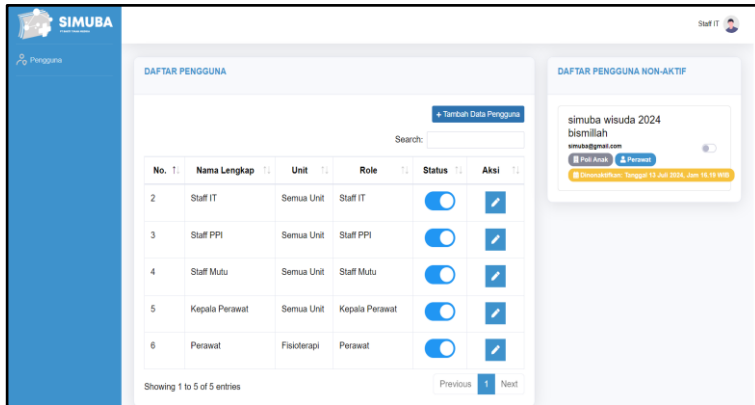 SIMUBA
Staff IT
Pengguna
DAFTAR PENGGUNA
+ Tambah Data Pengguna
Search:
No. Nama Lengkap Unit Role Status Aksi
2 Staff IT Semua Unit Staff IT
3 Staff PPI Semua Unit Staff PPI
4 Staff Mutu Semua Unit Staff Mutu
5 Kepala Perawat Semua Unit Kepala Perawat
6 Perawat Fisioterapi Perawat
Showing 1 to 5 of 5 entries
Previous 1 Next
DAFTAR PENGGUNA NON-AKTIF
simuba wisuda 2024
bismillah
simuba@gmail.com
Poli Anak Perawat
Dinonaktifkan: Tanggal 13 Juli 2024, Jam 16.19 WIB